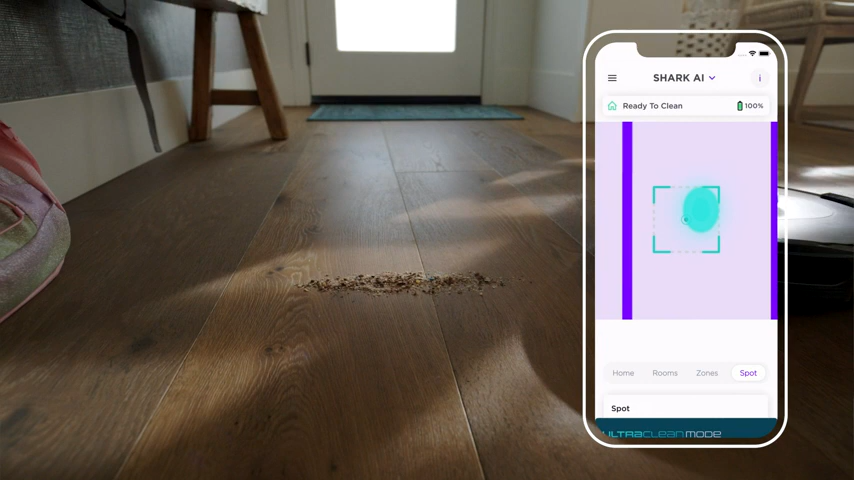 SHARK AI
i
Ready To Clean
100%
Home
Rooms
Zones
Spot
Spot
ULTRACLEAN MODE